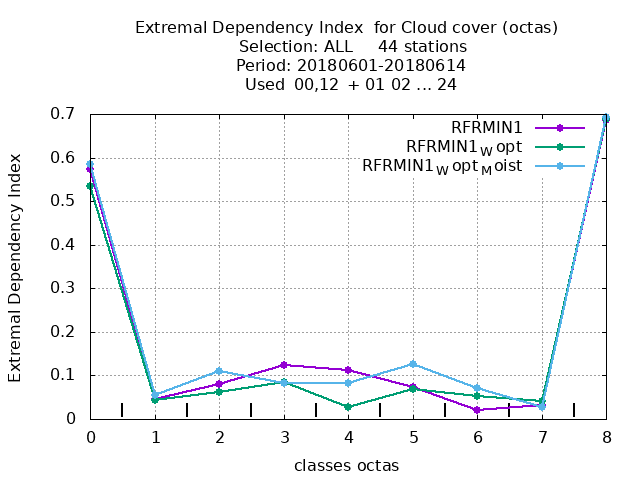 Extremal Dependency Index  for Cloud cover (octas)
Selection: ALL     44 stations
Period: 20180601-20180614
Used  00,12  + 01 02 ... 24
RFRMIN1
RFRMIN1W opt
RFRMIN1W optM oist
Extremal Dependency Index
0.7
0.6
0.5
0.4
0.3
0.2
0.1
0
0 1 2 3 4 5 6 7 8
classes octas